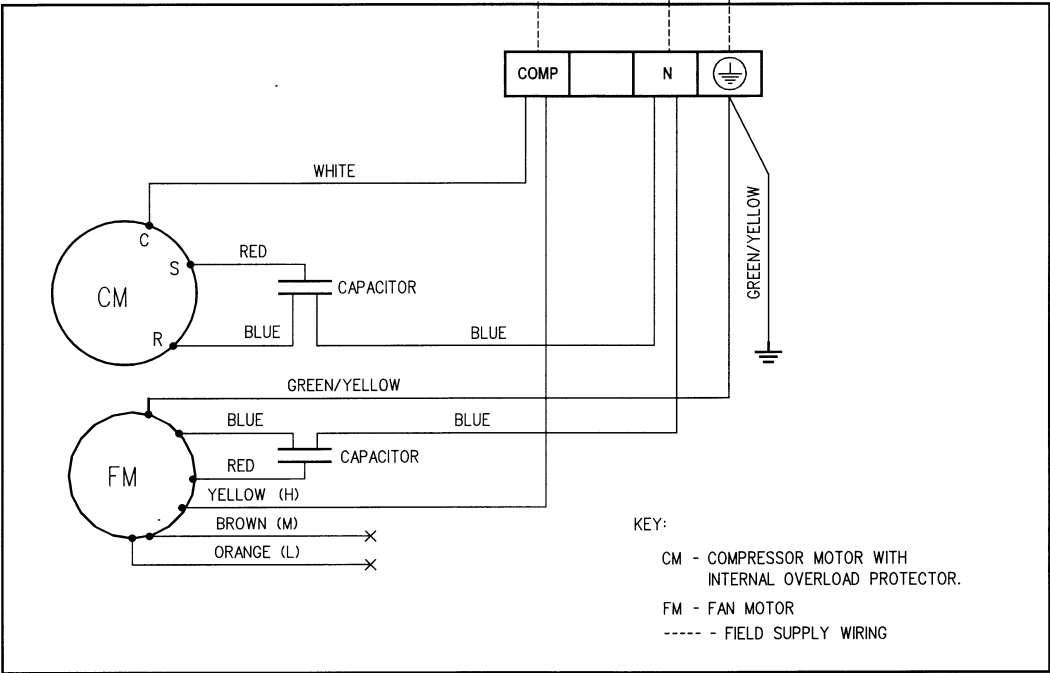 COMP
N
WHITE
GREEN/YELLOW
C
RED
S
CAPACITOR
CM
R
BLUE
BLUE
GREEN/YELLOW
BLUE
BLUE
CAPACITOR
RED
FM
YELLOW (H)
BROWN (M)
ORANGE (L)
KEY:
CM - COMPRESSOR MOTOR WITH
INTERNAL OVERLOAD PROTECTOR.
FM - FAN MOTOR
----- - FIELD SUPPLY WIRING